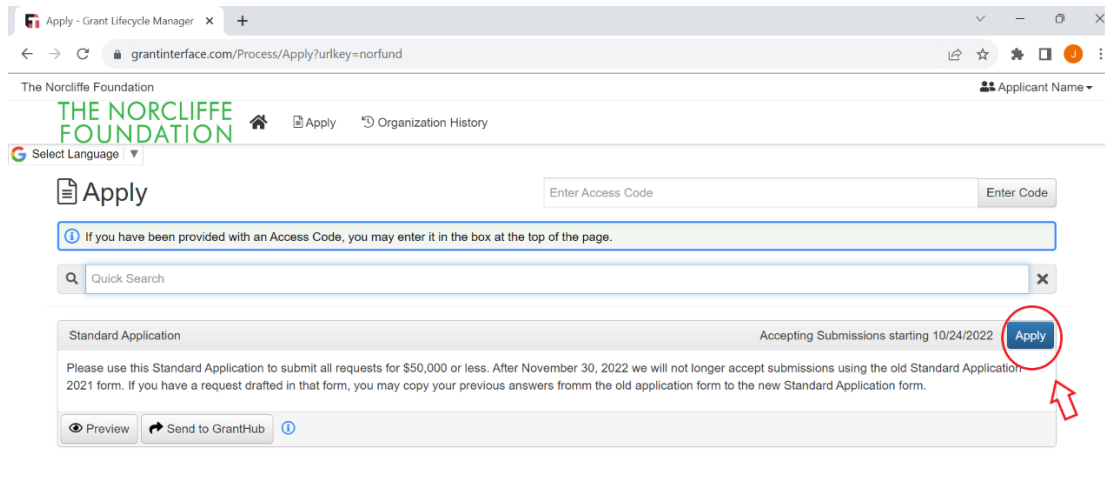 Apply - Grant Lifecycle Manager
grantinterface.com/Process/Apply?urlkey=norfund
J
The Norcliffe Foundation
Applicant Name
THE NORCLIFFE
FOUNDATION
Apply
Organization History
G Select Language
Apply
Enter Access Code
Enter Code
If you have been provided with an Access Code, you may enter it in the box at the top of the page.
Quick Search
Standard Application
Accepting Submissions starting 10/24/2022
Apply
Please use this Standard Application to submit all requests for $50,000 or less. After November 30, 2022 we will not longer accept submissions using the old Standard Application
2021 form. If you have a request drafted in that form, you may copy your previous answers fromm the old application form to the new Standard Application form.
Preview
Send to GrantHub